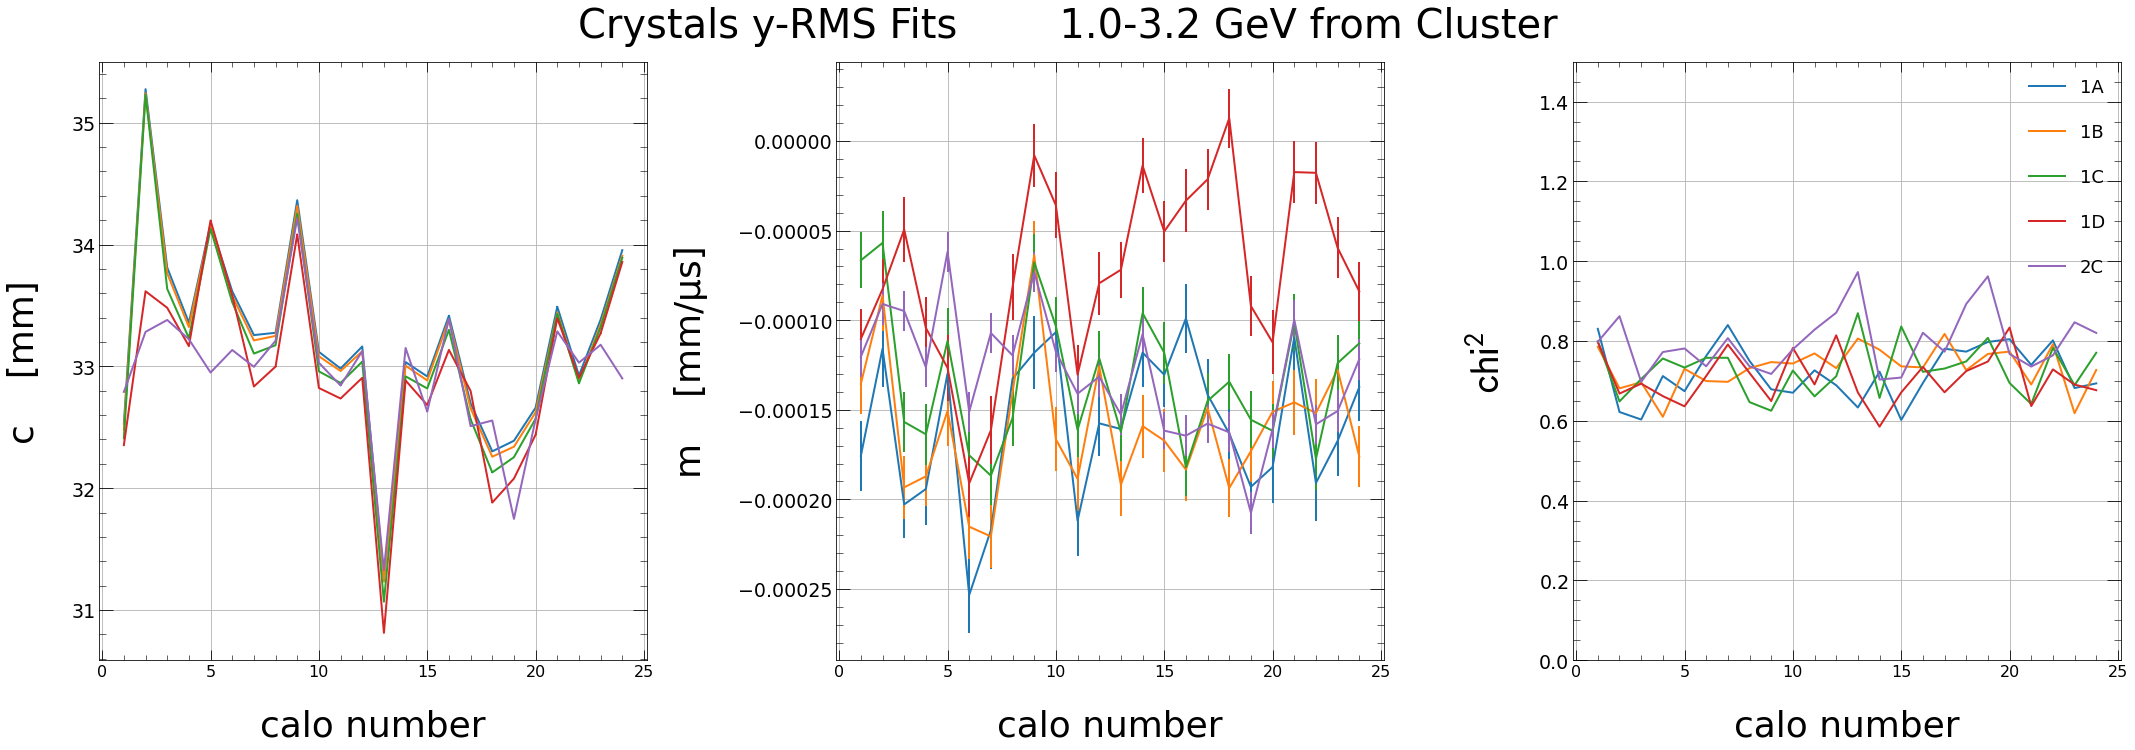 Crystals y-RMS Fits 1.0-3.2 GeV from Cluster
c [mm]
35
34
33
32
31
0 5 10 15 20 25
calo number
m [mm/µs]
0.00000
−0.00005
−0.00010
−0.00015
−0.00020
−0.00025
0 5 10 15 20 25
calo number
chi²
1.4
1.2
1.0
0.8
0.6
0.4
0.2
0.0
0 5 10 15 20 25
calo number
1A
1B
1C
1D
2C